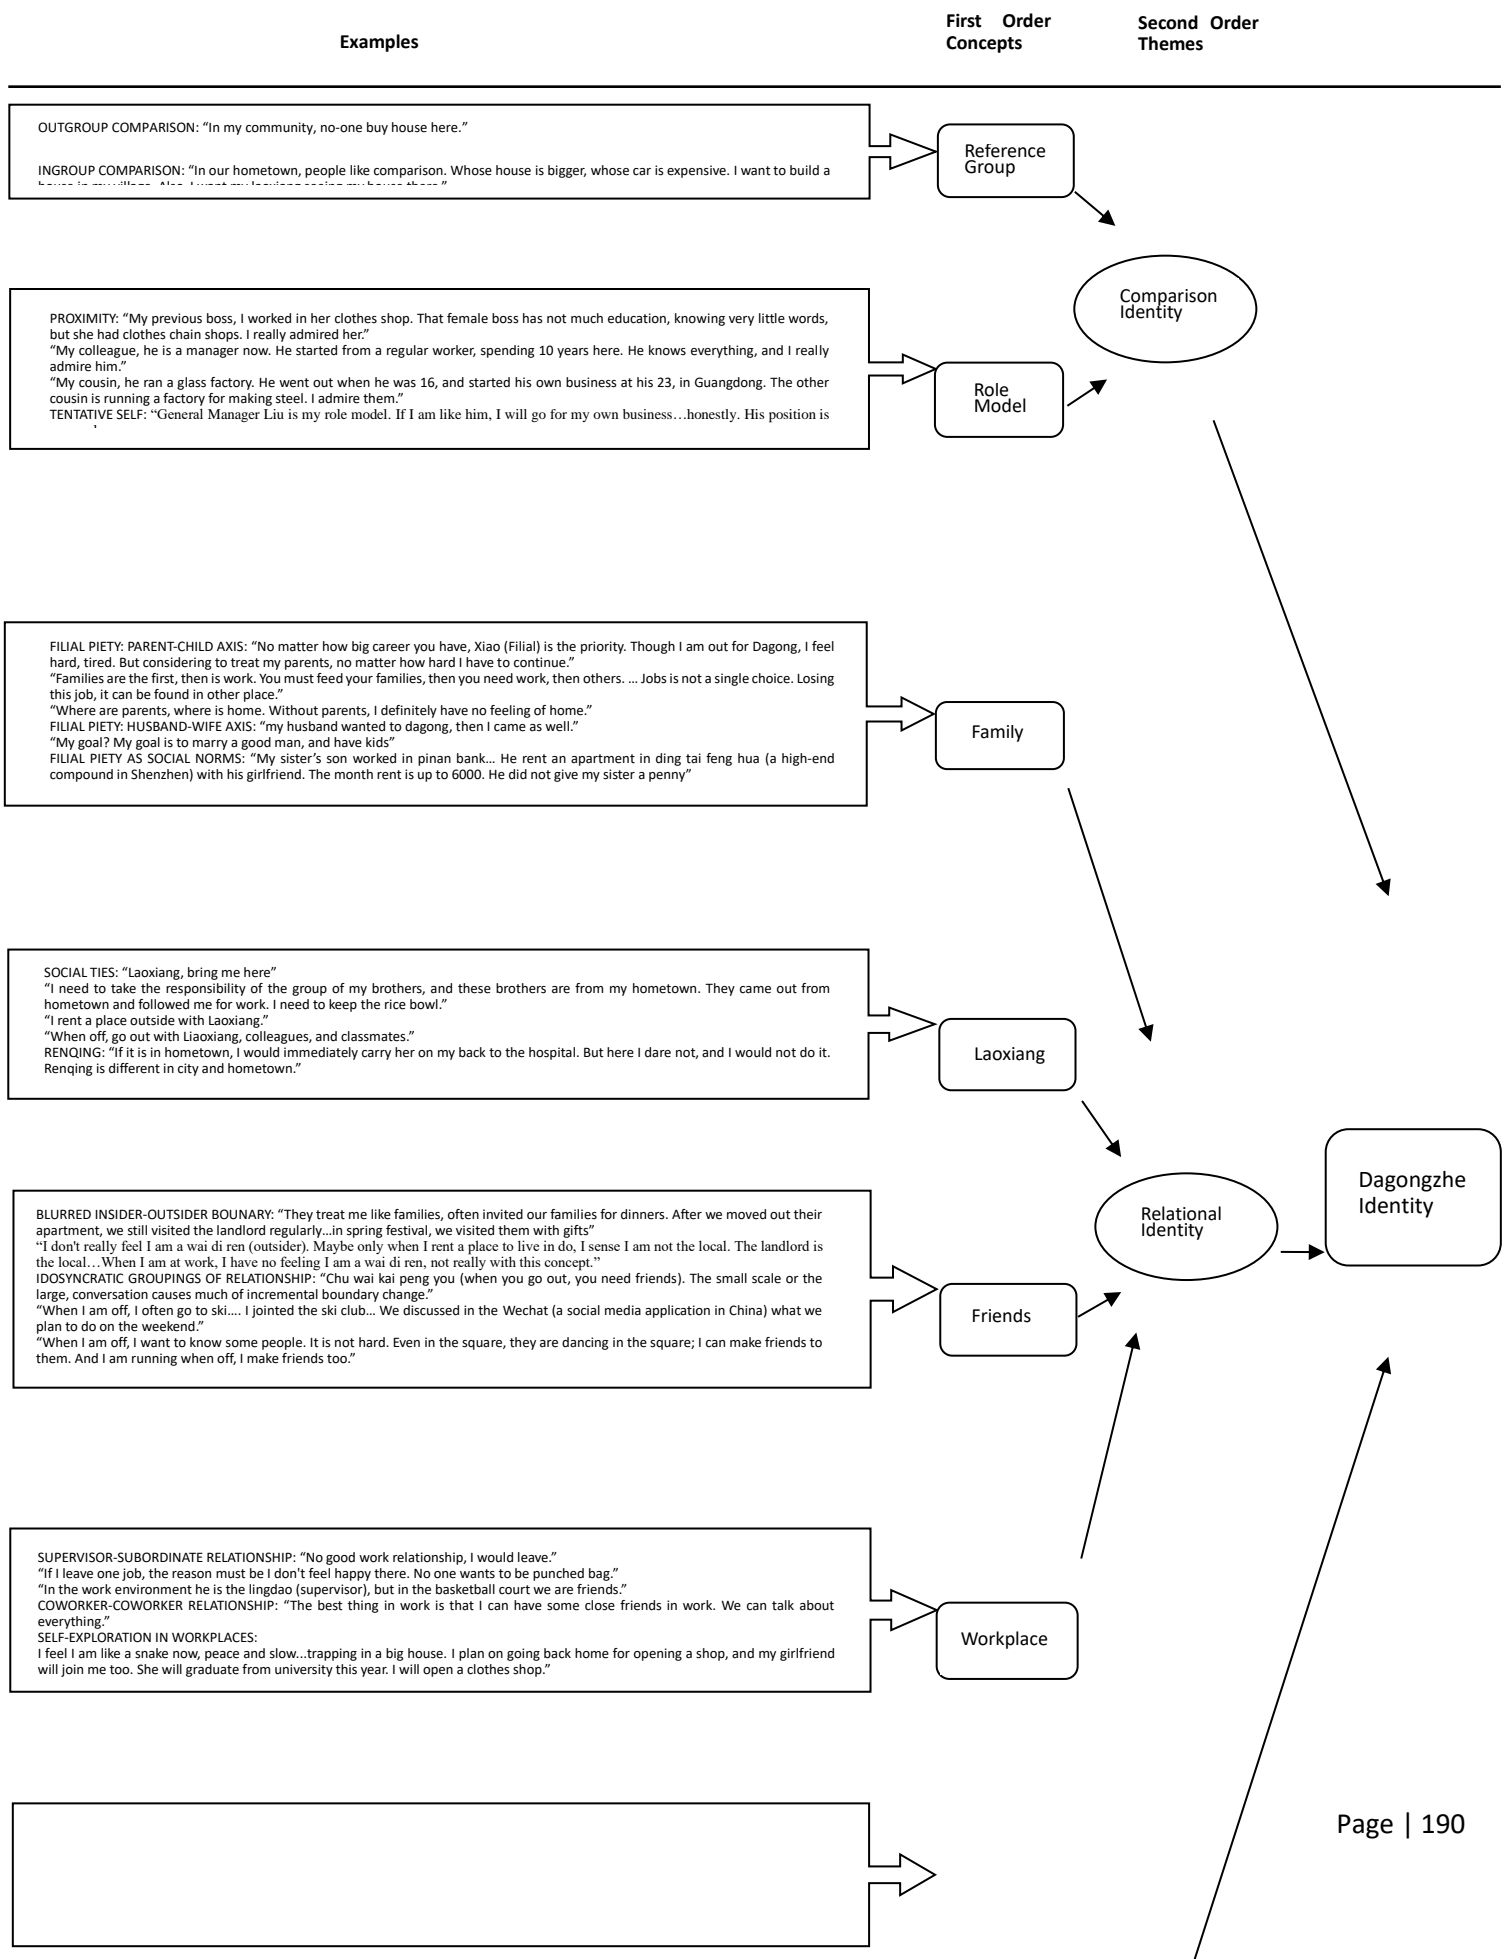 Examples
First Order
Concepts
Second Order
Themes
OUTGROUP COMPARISON: “In my community, no-one buy house here.”
INGROUP COMPARISON: “In our hometown, people like comparison. Whose house is bigger, whose car is expensive. I want to build a
Reference
Group
Comparison
Identity
PROXIMITY: “My previous boss, I worked in her clothes shop. That female boss has not much education, knowing very little words,
but she had clothes chain shops. I really admired her.”
“My colleague, he is a manager now. He started from a regular worker, spending 10 years here. He knows everything, and I really
admire him.”
“My cousin, he ran a glass factory. He went out when he was 16, and started his own business at his 23, in Guangdong. The other
cousin is running a factory for making steel. I admire them.”
TENTATIVE SELF: “General Manager Liu is my role model. If I am like him, I will go for my own business…honestly. His position is
Role
Model
FILIAL PIETY: PARENT-CHILD AXIS: “No matter how big career you have, Xiao (Filial) is the priority. Though I am out for Dagong, I feel
hard, tired. But considering to treat my parents, no matter how hard I have to continue.”
“Families are the first, then is work. You must feed your families, then you need work, then others. … Jobs is not a single choice. Losing
this job, it can be found in other place.”
“Where are parents, where is home. Without parents, I definitely have no feeling of home.”
FILIAL PIETY: HUSBAND-WIFE AXIS: “my husband wanted to dagong, then I came as well.”
“My goal? My goal is to marry a good man, and have kids”
FILIAL PIETY AS SOCIAL NORMS: “My sister’s son worked in pinan bank… He rent an apartment in ding tai feng hua (a high-end
compound in Shenzhen) with his girlfriend. The month rent is up to 6000. He did not give my sister a penny”
Family
SOCIAL TIES: “Laoxiang, bring me here”
“I need to take the responsibility of the group of my brothers, and these brothers are from my hometown. They came out from
hometown and followed me for work. I need to keep the rice bowl.”
“I rent a place outside with Laoxiang.”
“When off, go out with Liaoxiang, colleagues, and classmates.”
RENQING: “If it is in hometown, I would immediately carry her on my back to the hospital. But here I dare not, and I would not do it.
Renqing is different in city and hometown.”
Laoxiang
Dagongzhe
Identity
BLURRED INSIDER-OUTSIDER BOUNARY: “They treat me like families, often invited our families for dinners. After we moved out their
apartment, we still visited the landlord regularly…in spring festival, we visited them with gifts”
“I don't really feel I am a wai di ren (outsider). Maybe only when I rent a place to live in do, I sense I am not the local. The landlord is
the local…When I am at work, I have no feeling I am a wai di ren, not really with this concept.”
IDOSYNCRATIC GROUPINGS OF RELATIONSHIP: “Chu wai kai peng you (when you go out, you need friends). The small scale or the
large, conversation causes much of incremental boundary change.”
“When I am off, I often go to ski…. I jointed the ski club… We discussed in the Wechat (a social media application in China) what we
plan to do on the weekend.”
“When I am off, I want to know some people. It is not hard. Even in the square, they are dancing in the square; I can make friends to
them. And I am running when off, I make friends too.”
Relational
Identity
Friends
SUPERVISOR-SUBORDINATE RELATIONSHIP: “No good work relationship, I would leave.”
“If I leave one job, the reason must be I don't feel happy there. No one wants to be punched bag.”
“In the work environment he is the lingdao (supervisor), but in the basketball court we are friends.”
COWORKER-COWORKER RELATIONSHIP: “The best thing in work is that I can have some close friends in work. We can talk about
everything.”
SELF-EXPLORATION IN WORKPLACES:
I feel I am like a snake now, peace and slow...trapping in a big house. I plan on going back home for opening a shop, and my girlfriend
will join me too. She will graduate from university this year. I will open a clothes shop.”
Workplace
Page | 190